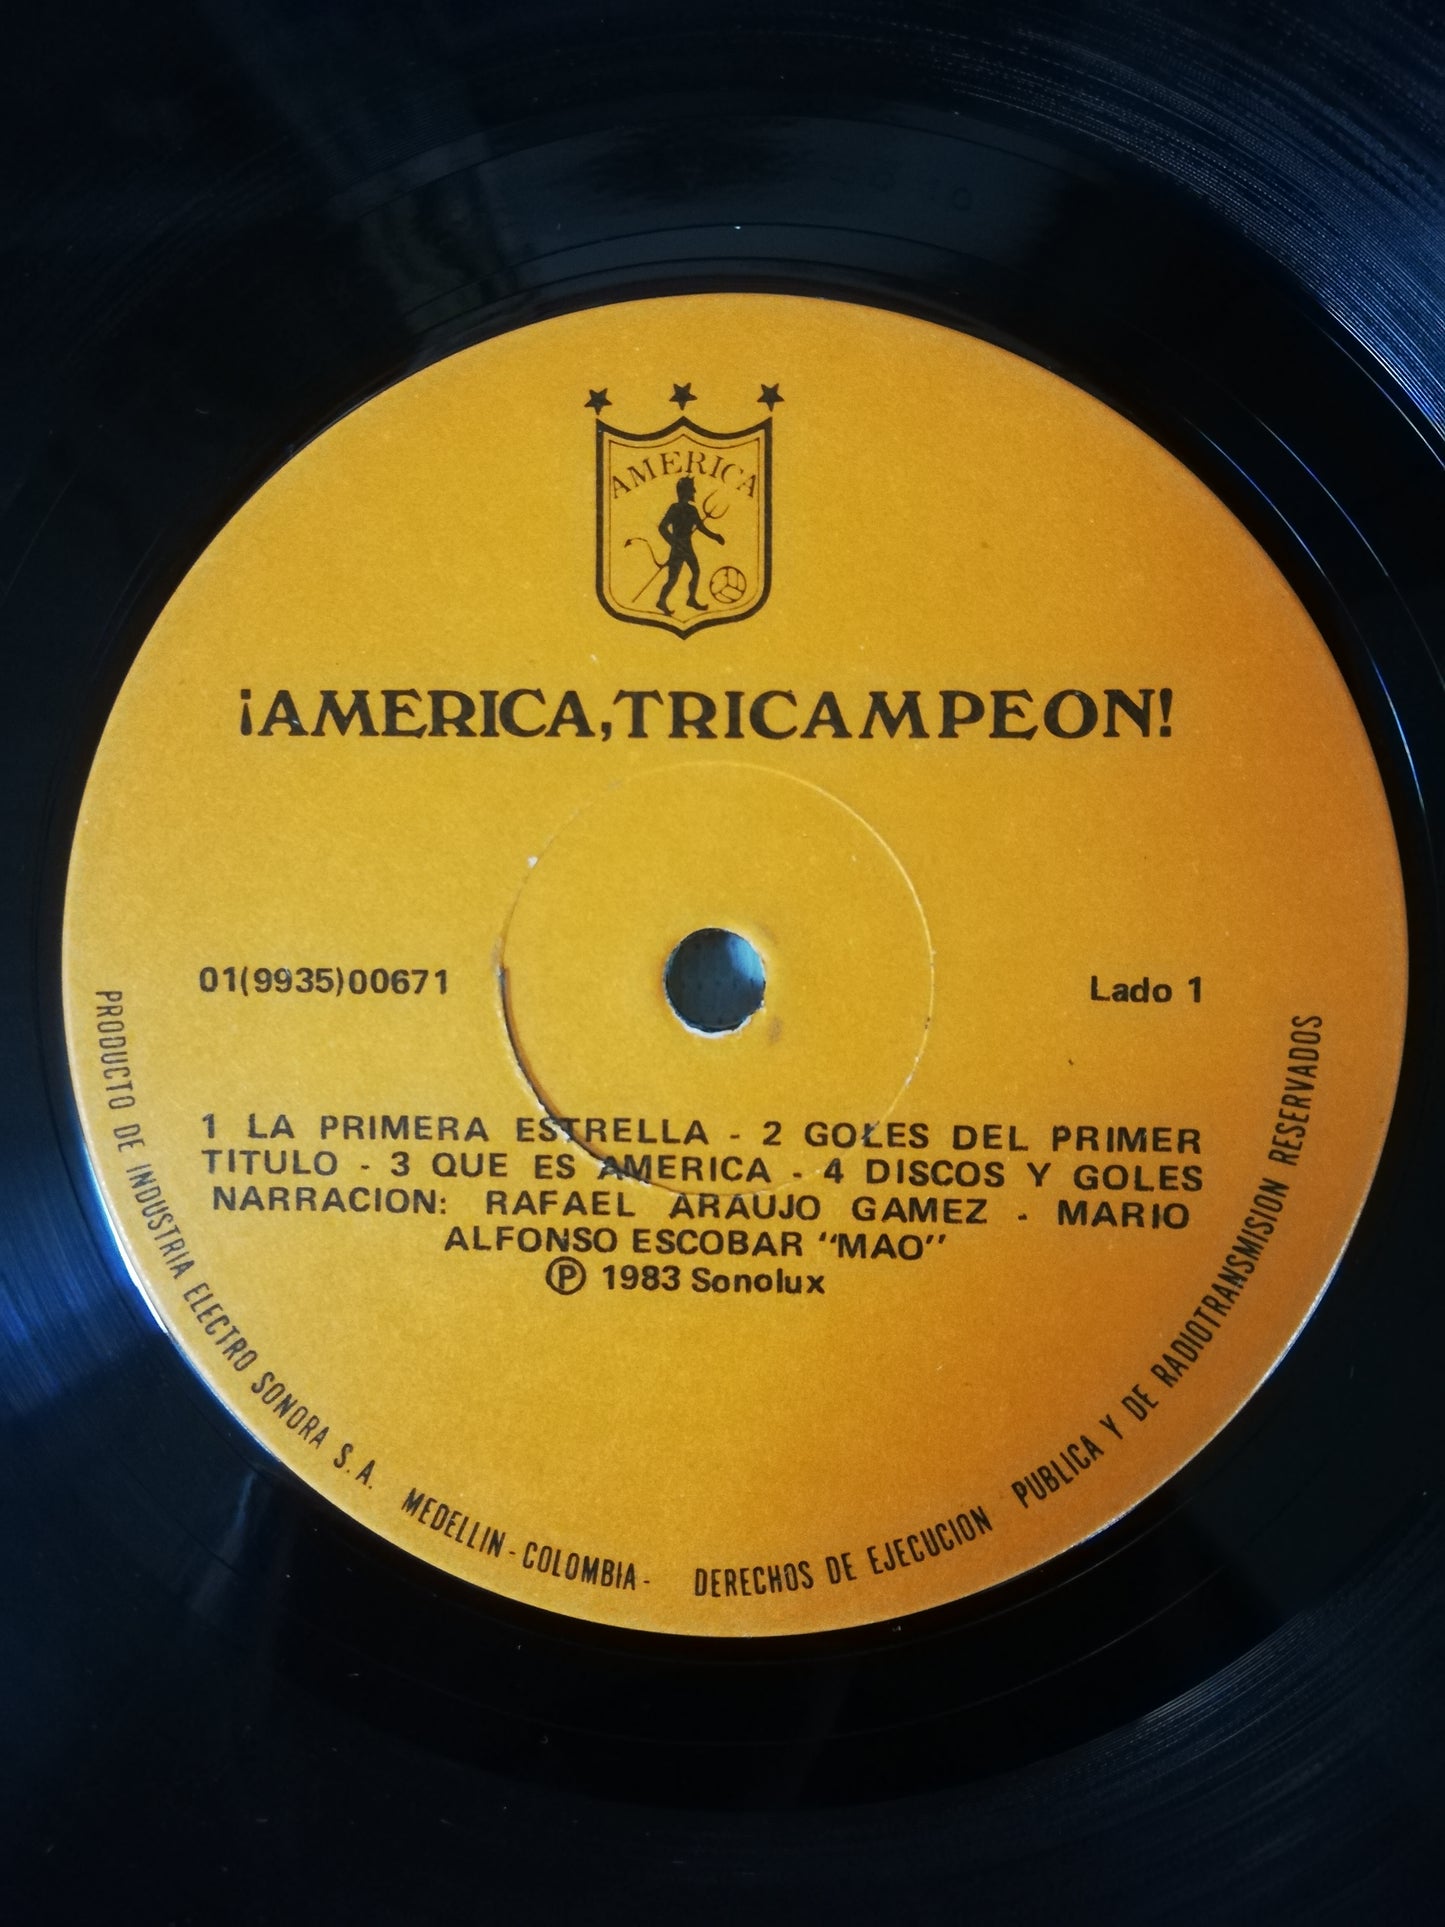 AMERICA
¡AMERICA,TRICAMPEON!
01(9935)00671
Lado 1
1 LA PRIMERA ESTRELLA - 2 GOLES DEL PRIMER
TITULO - 3 QUE ES AMERICA - 4 DISCOS Y GOLES
NARRACION: RAFAEL ARAUJO GAMEZ - MARIO
ALFONSO ESCOBAR "MAO"
Ⓟ 1983 Sonolux
PRODUCTO DE INDUSTRIA ELECTRO SONORA S.A. MEDELLIN - COLOMBIA - DERECHOS DE EJECUCION PUBLICA Y DE RADIOTRANSMISION RESERVADOS